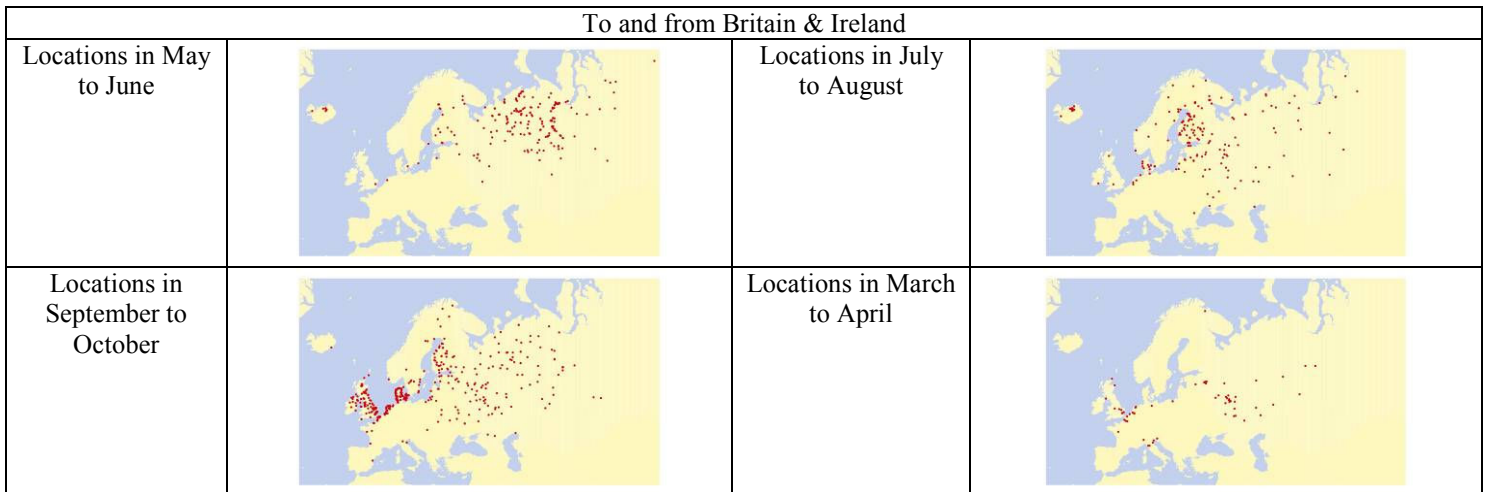 To and from Britain & Ireland
Locations in May
to June
Locations in July
to August
Locations in
September to
October
Locations in March
to April